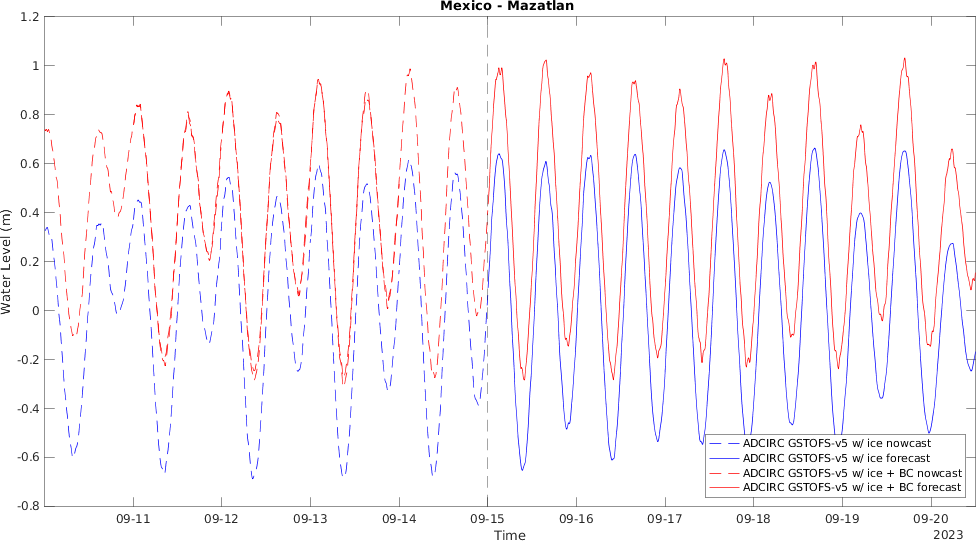 Mexico - Mazatlan
1.2
1
0.8
0.6
0.4
0.2
0
-0.2
-0.4
-0.6
-0.8
Water Level (m)
ADCIRC GSTOFS-v5 w/ ice nowcast
ADCIRC GSTOFS-v5 w/ ice forecast
ADCIRC GSTOFS-v5 w/ ice + BC nowcast
ADCIRC GSTOFS-v5 w/ ice + BC forecast
09-11 09-12 09-13 09-14 09-15 09-16 09-17 09-18 09-19 09-20
Time
2023